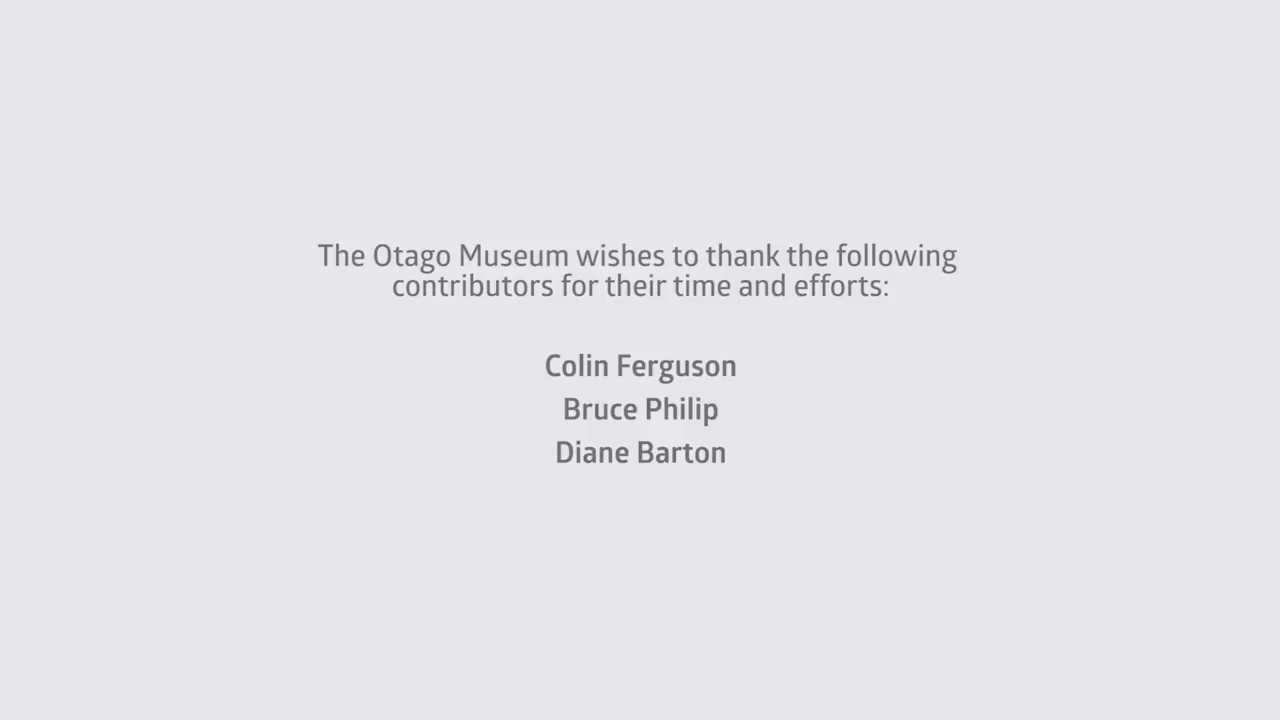 The Otago Museum wishes to thank the following
contributors for their time and efforts:
Colin Ferguson
Bruce Philip
Diane Barton